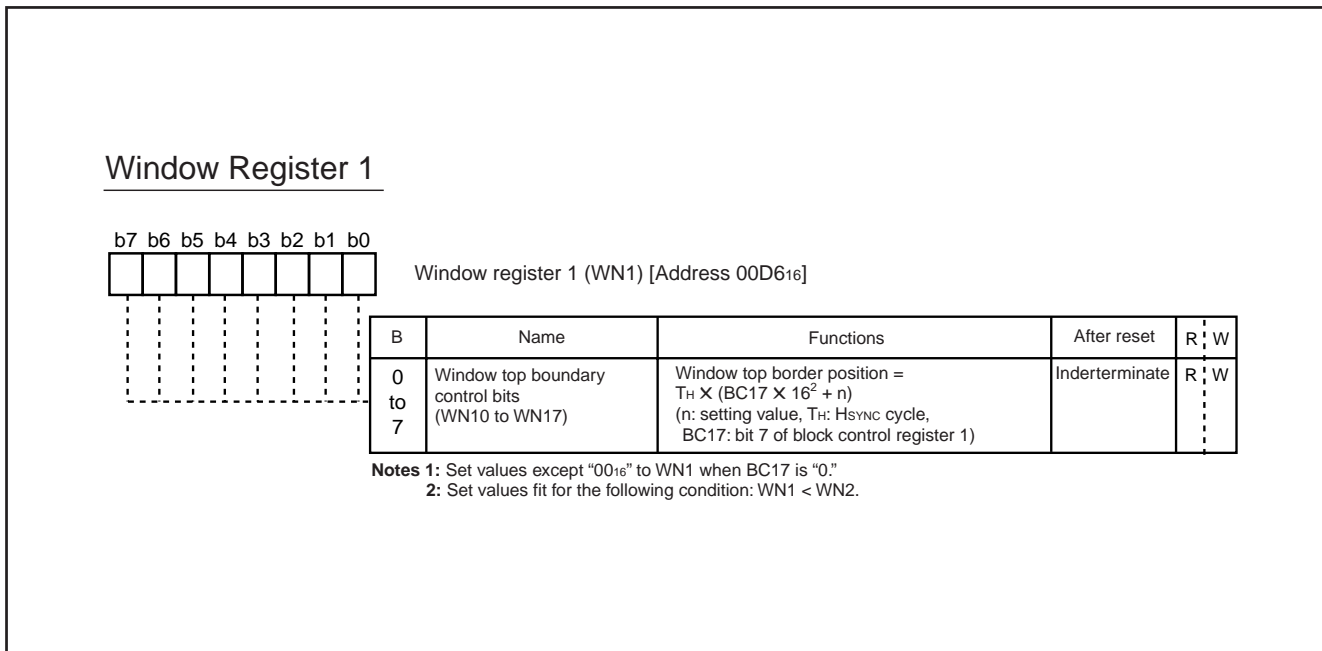 Window Register 1
b7 b6 b5 b4 b3 b2 b1 b0
Window register 1 (WN1) [Address 00D616]
B Name Functions After reset R W
0 to 7
Window top boundary
control bits
(WN10 to WN17)
Window top border position =
TH X (BC17 X 16² + n)
(n: setting value, TH: HSYNC cycle,
BC17: bit 7 of block control register 1)
Inderterminate R W
Notes 1: Set values except “0016” to WN1 when BC17 is “0.”
2: Set values fit for the following condition: WN1 < WN2.